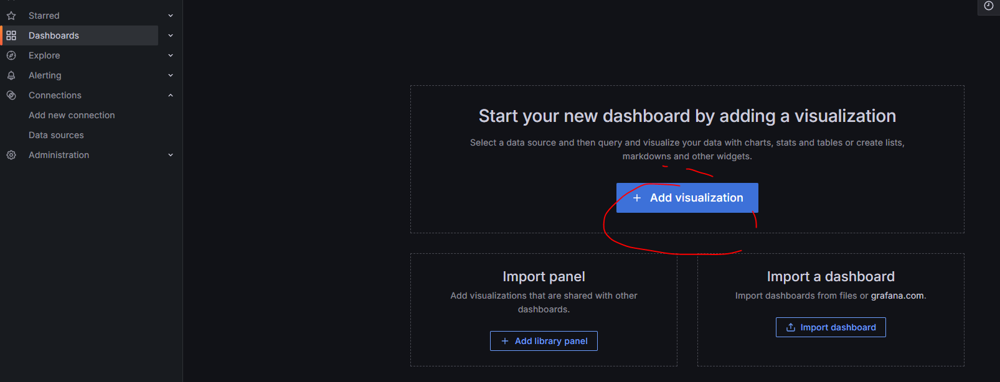 Starred
Dashboards
Explore
Alerting
Connections
Add new connection
Data sources
Administration
Start your new dashboard by adding a visualization
Select a data source and then query and visualize your data with charts, stats and tables or create lists,
markdowns and other widgets.
+ Add visualization
Import panel
Add visualizations that are shared with other
dashboards.
+ Add library panel
Import a dashboard
Import dashboards from files or grafana.com.
Import dashboard